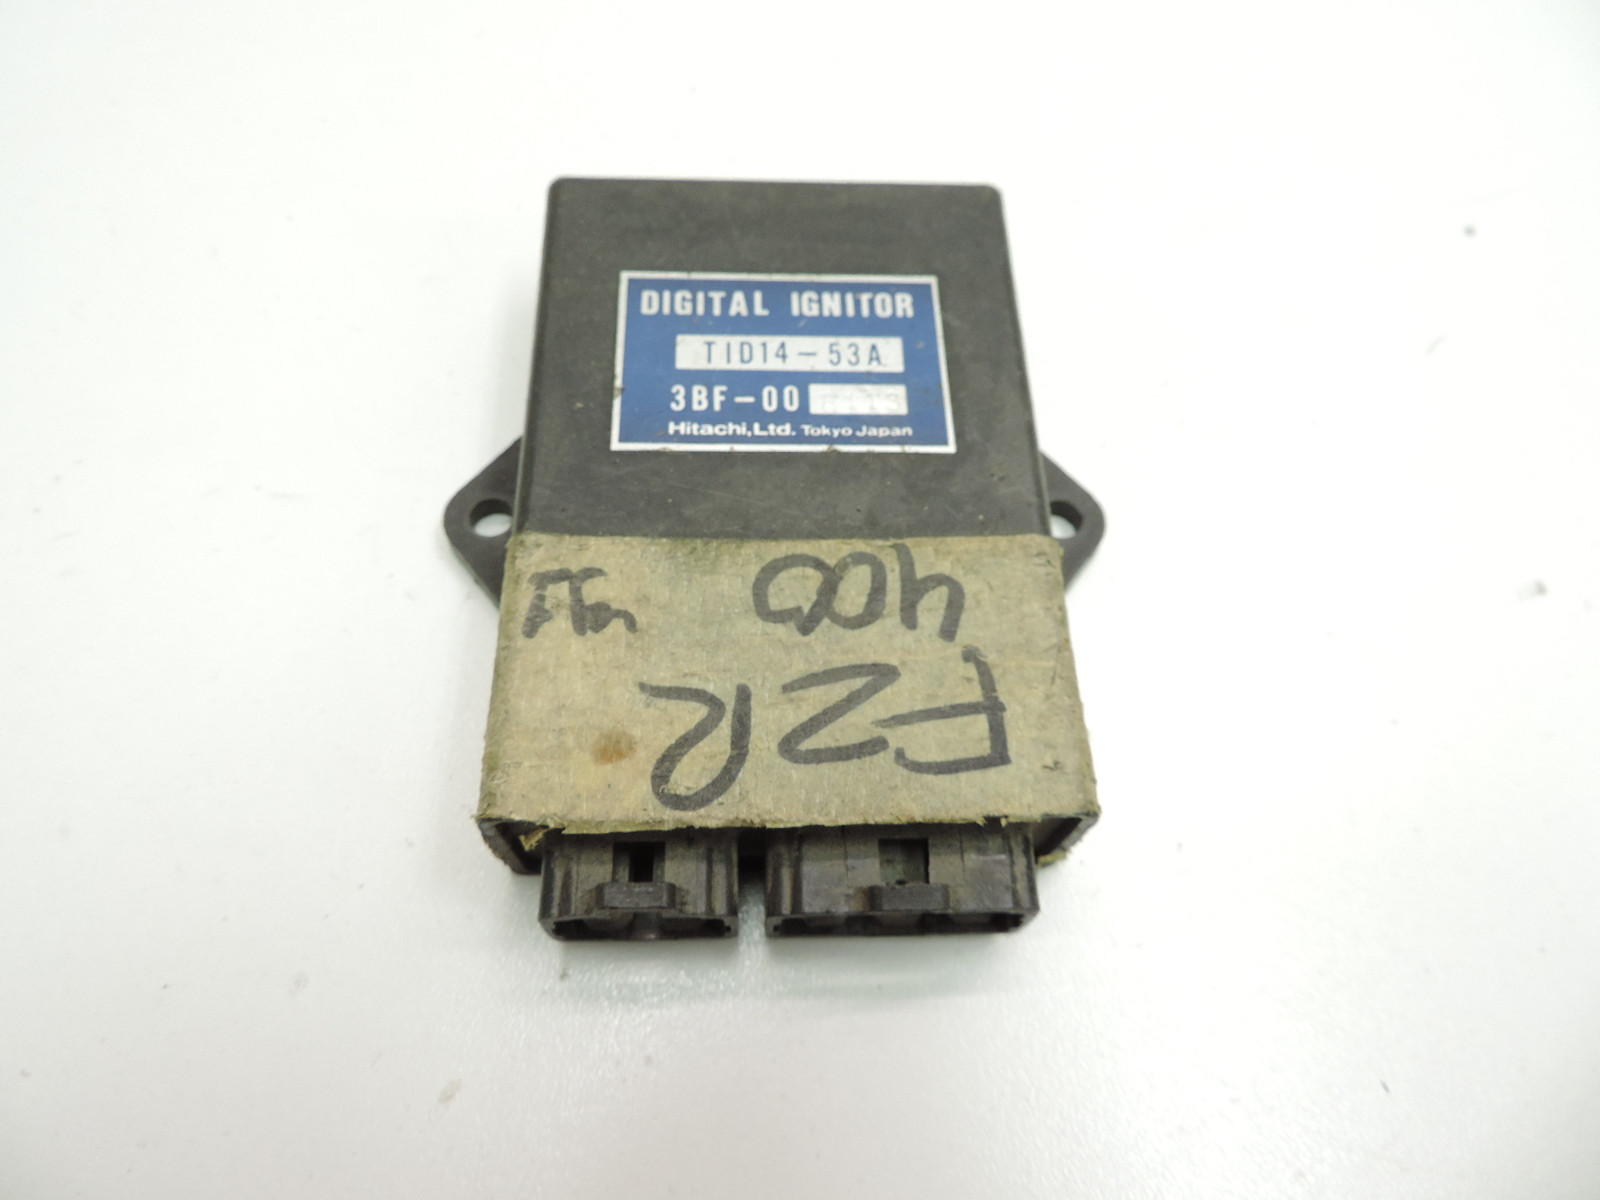 DIGITAL IGNITOR
TID14-53A
3BF-00
Hitachi, Ltd. Tokyo Japan
FZR
400